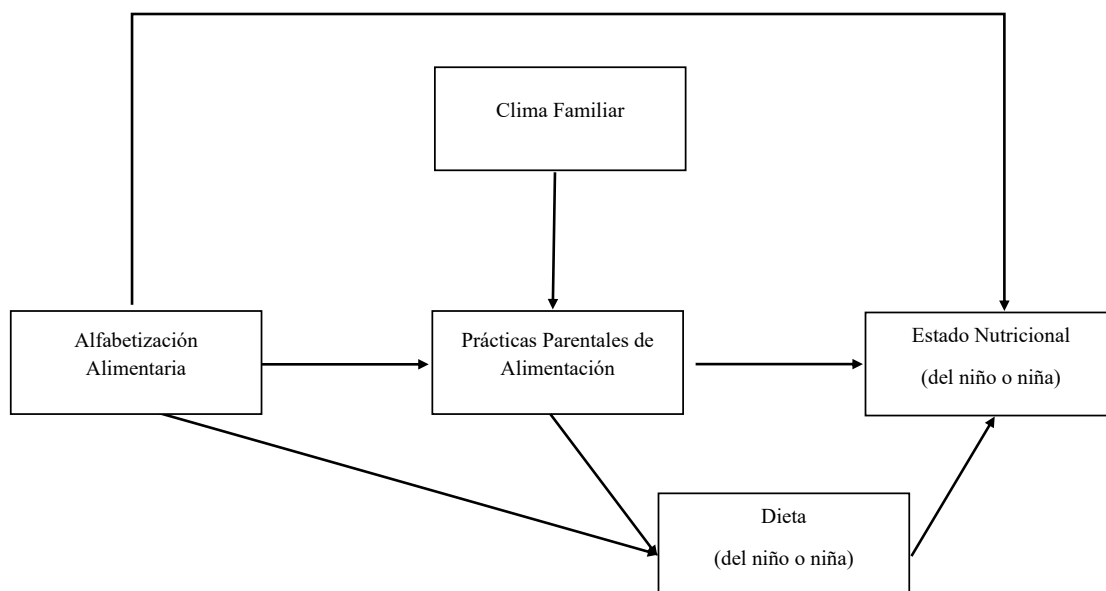 Clima Familiar
Alfabetización
Alimentaria
Prácticas Parentales de
Alimentación
Estado Nutricional
(del niño o niña)
Dieta
(del niño o niña)